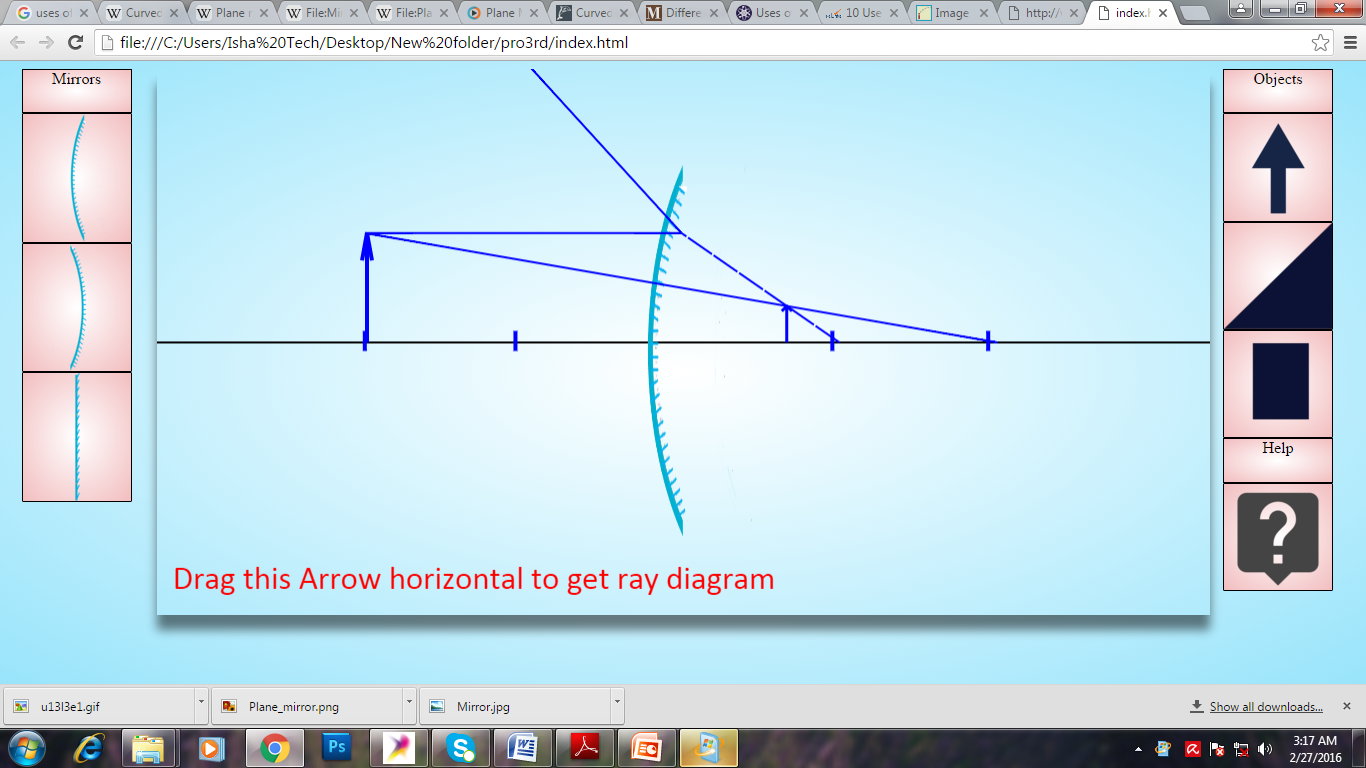 uses of
Curved
Plane r
File:Mi
File:Pla
Plane M
Curved
Differe
Uses o
10 Use
Image
http://
index.h
file:///C:/Users/Isha%20Tech/Desktop/New%20folder/pro3rd/index.html
Mirrors
Objects
Help
Drag this Arrow horizontal to get ray diagram
u13l3e1.gif
Plane_mirror.png
Mirror.jpg
Show all downloads...
3:17 AM
2/27/2016